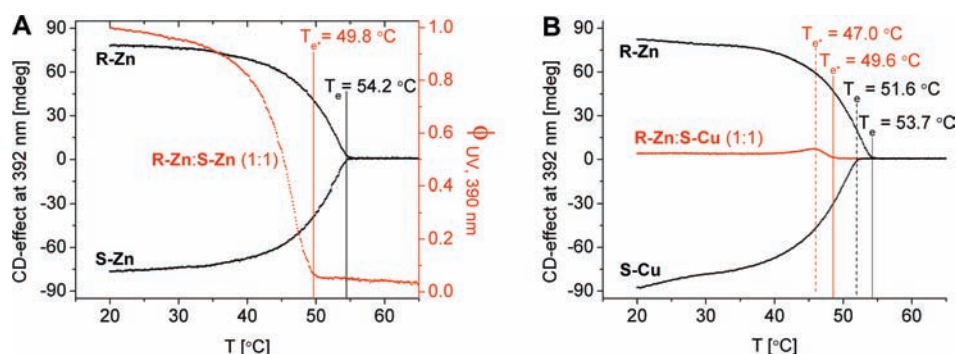 A
B
CD-effect at 392 nm [mdeg]
90
60
30
0
-30
-60
-90
R-Zn
S-Zn
R-Zn:S-Zn (1:1)
Te* = 49.8 °C
Te = 54.2 °C
1.0
0.8
0.6
0.4
0.2
0.0
ϕ UV, 390 nm
20 30 40 50 60
T [°C]
CD-effect at 392 nm [mdeg]
90
60
30
0
-30
-60
-90
R-Zn
R-Zn:S-Cu (1:1)
S-Cu
Te* = 47.0 °C
Te* = 49.6 °C
Te = 51.6 °C
Te = 53.7 °C
20 30 40 50 60
T [°C]